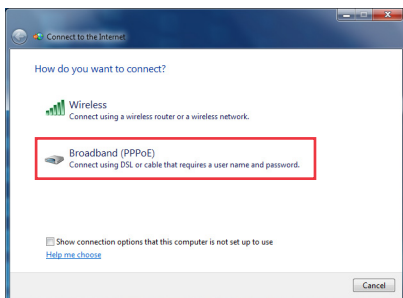 Connect to the Internet
How do you want to connect?
Wireless
Connect using a wireless router or a wireless network.
Broadband (PPPoE)
Connect using DSL or cable that requires a user name and password.
Show connection options that this computer is not set up to use
Help me choose
Cancel